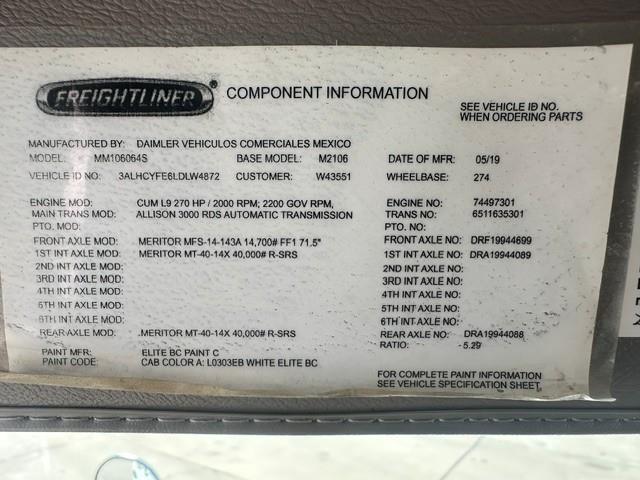 FREIGHTLINER COMPONENT INFORMATION
SEE VEHICLE ID NO.
WHEN ORDERING PARTS
MANUFACTURED BY: DAIMLER VEHICULOS COMERCIALES MEXICO
MODEL: MM106064S BASE MODEL: M2106 DATE OF MFG: 05/19
VEHICLE ID NO: 3ALHCYFE6LDLW4872 CUSTOMER: W43551 WHEELBASE: 274
ENGINE MOD: CUM L9 270 HP / 2000 RPM; 2200 GOV RPM, ENGINE NO: 74497301
MAIN TRANS MOD: ALLISON 3000 RDS AUTOMATIC TRANSMISSION TRANS NO: 6511635301
PTO. MOD: PTO. NO:
FRONT AXLE MOD: MERITOR MFS-14-143A 14,700# FF1 71.5" FRONT AXLE NO: DRF19944699
1ST INT AXLE MOD: MERITOR MT-40-14X 40,000# R-SRS 1ST INT AXLE NO: DRA19944089
2ND INT AXLE MOD: 2ND INT AXLE NO:
3RD INT AXLE MOD: 3RD INT AXLE NO:
4TH INT AXLE MOD: 4TH INT AXLE NO:
5TH INT AXLE MOD: 5TH INT AXLE NO:
6TH INT AXLE MOD: 6TH INT AXLE NO:
REAR AXLE MOD: MERITOR MT-40-14X 40,000# R-SRS REAR AXLE NO: DRA19944088
RATIO: 5.29
PAINT MFR: ELITE BC PAINT C
PAINT CODE: CAB COLOR A: L0303EB WHITE ELITE BC
FOR COMPLETE PAINT INFORMATION
SEE VEHICLE SPECIFICATION SHEET.